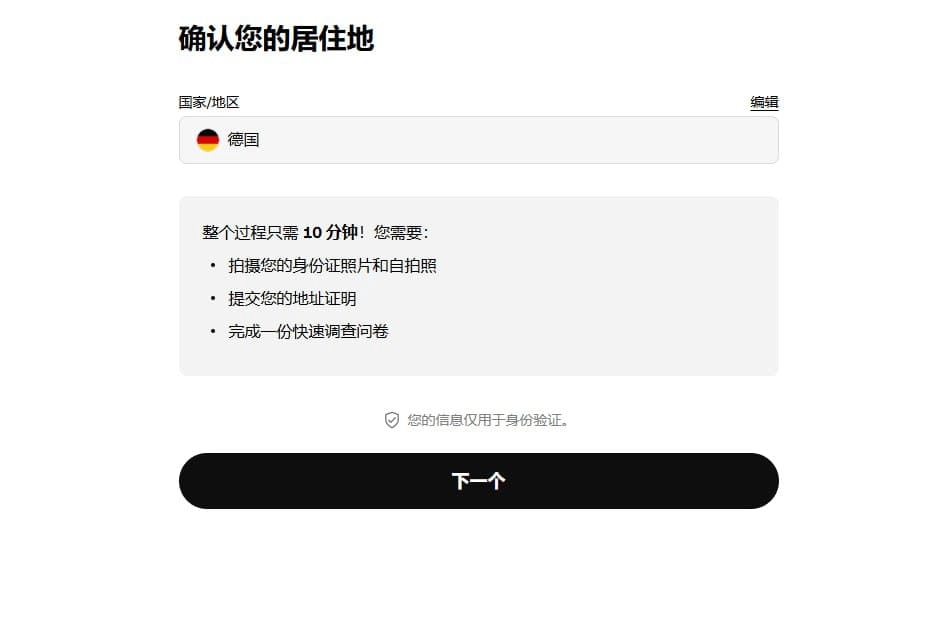 确认您的居住地
国家/地区 编辑
德国
整个过程只需 10 分钟！您需要：
• 拍摄您的身份证照片和自拍照
• 提交您的地址证明
• 完成一份快速调查问卷
您的信息仅用于身份验证。
下一个